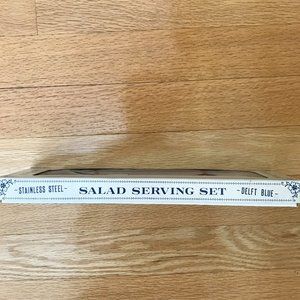 -STAINLESS STEEL- SALAD SERVING SET -DELFT BLUE-